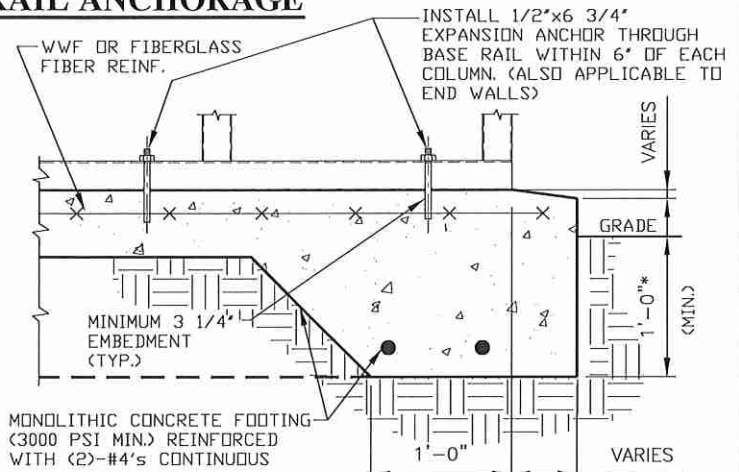 RAIL ANCHORAGE
WWF OR FIBERGLASS
FIBER REINF.
INSTALL 1/2"x6 3/4"
EXPANSION ANCHOR THROUGH
BASE RAIL WITHIN 6" OF EACH
COLUMN. (ALSO APPLICABLE TO
END WALLS)
VARIES
GRADE
1'-0"*
(MIN.)
MINIMUM 3 1/4"
EMBEDMENT
(TYP.)
MONOLITHIC CONCRETE FOOTING
(3000 PSI MIN.) REINFORCED
WITH (2)-#4's CONTINUOUS
1'-0"
VARIES